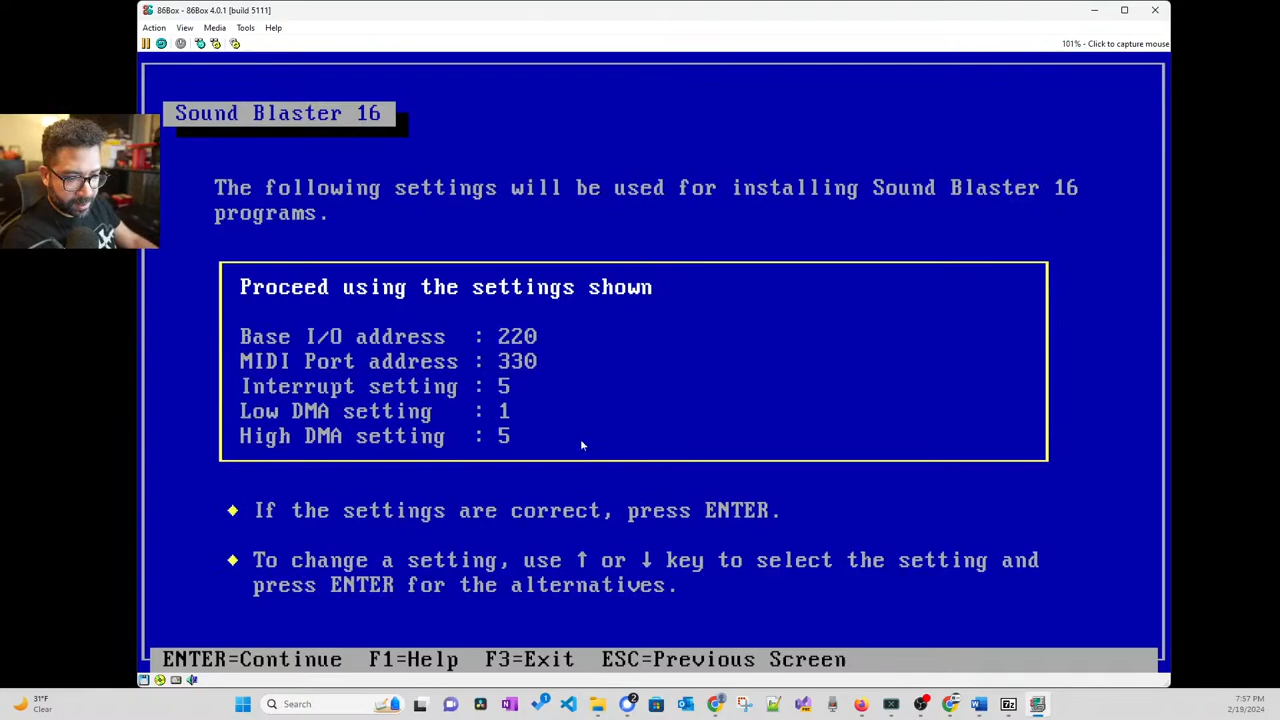 86Box - 86Box 4.0.1 [build 5111]
Action View Media Tools Help
101% - Click to capture mouse
Sound Blaster 16
The following settings will be used for installing Sound Blaster 16
programs.
Proceed using the settings shown
Base I/O address : 220
MIDI Port address : 330
Interrupt setting : 5
Low DMA setting : 1
High DMA setting : 5
♦ If the settings are correct, press ENTER.
♦ To change a setting, use ↑ or ↓ key to select the setting and
press ENTER for the alternatives.
ENTER=Continue F1=Help F3=Exit ESC=Previous Screen
31°F
Clear
Search
1
2
7z
7:57 PM
2/19/2024